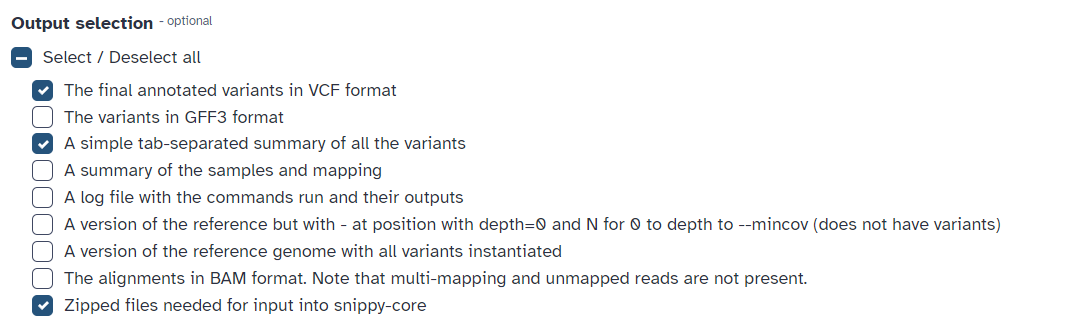 Output selection - optional
Select / Deselect all
The final annotated variants in VCF format
The variants in GFF3 format
A simple tab-separated summary of all the variants
A summary of the samples and mapping
A log file with the commands run and their outputs
A version of the reference but with - at position with depth=0 and N for 0 to depth to --mincov (does not have variants)
A version of the reference genome with all variants instantiated
The alignments in BAM format. Note that multi-mapping and unmapped reads are not present.
Zipped files needed for input into snippy-core